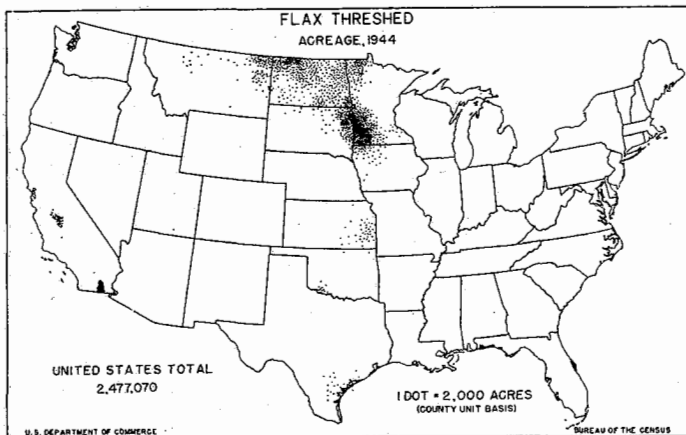 FLAX THRESHED
ACREAGE, 1944
UNITED STATES TOTAL
2,477,070
1 DOT = 2,000 ACRES
(COUNTY UNIT BASIS)
U.S. DEPARTMENT OF COMMERCE
BUREAU OF THE CENSUS